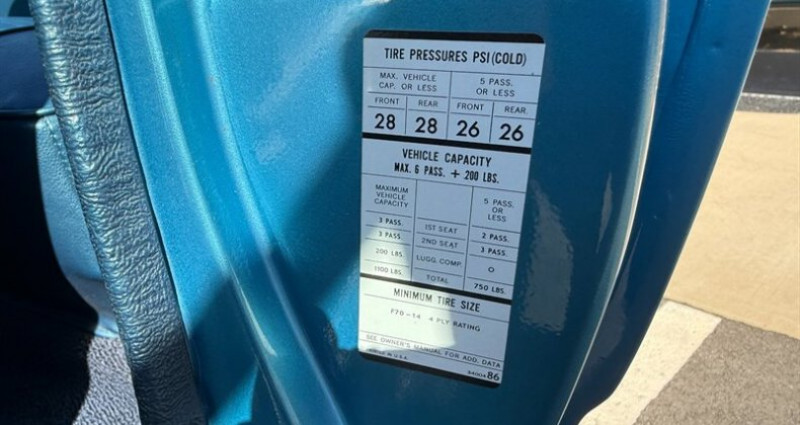 TIRE PRESSURES PSI (COLD)
MAX. VEHICLE CAP. OR LESS 5 PASS. OR LESS
FRONT REAR FRONT REAR
28 28 26 26
VEHICLE CAPACITY
MAX. 6 PASS. + 200 LBS.
MAXIMUM VEHICLE CAPACITY 5 PASS. OR LESS
3 PASS. 1ST SEAT 2 PASS.
3 PASS. 2ND SEAT 3 PASS.
200 LBS. LUGG. COMP. 0
1100 LBS. TOTAL 750 LBS.
MINIMUM TIRE SIZE
F70-14 4 PLY RATING
SEE OWNER'S MANUAL FOR ADD. DATA
U.S.A.
86